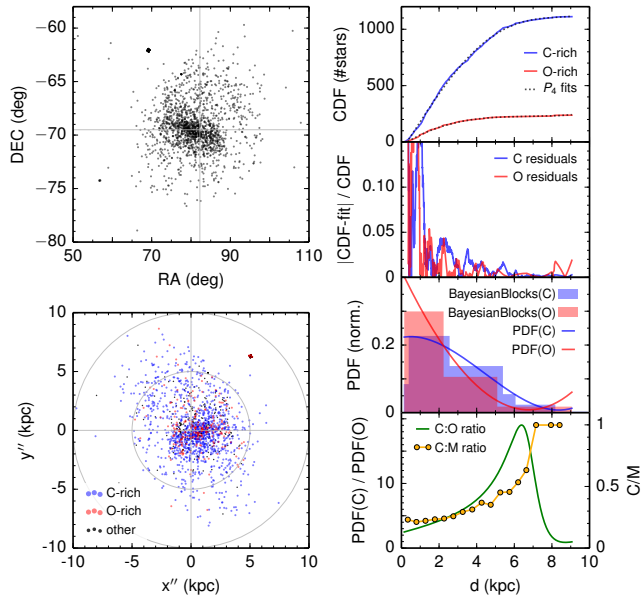 −60
−65
−70
−75
−80
DEC (deg)
50
70
90
110
RA (deg)
10
5
0
−5
−10
y′′ (kpc)
C-rich
O-rich
other
−10
−5
0
5
10
x′′ (kpc)
1000
500
0
CDF (#stars)
C-rich
O-rich
P4 fits
0.10
0.05
0
|CDF-fit| / CDF
C residuals
O residuals
0.2
0
PDF (norm.)
BayesianBlocks(C)
BayesianBlocks(O)
PDF(C)
PDF(O)
15
10
5
0
PDF(C) / PDF(O)
C:O ratio
C:M ratio
1
0.5
0
C/M
0
2
4
6
8
10
d (kpc)